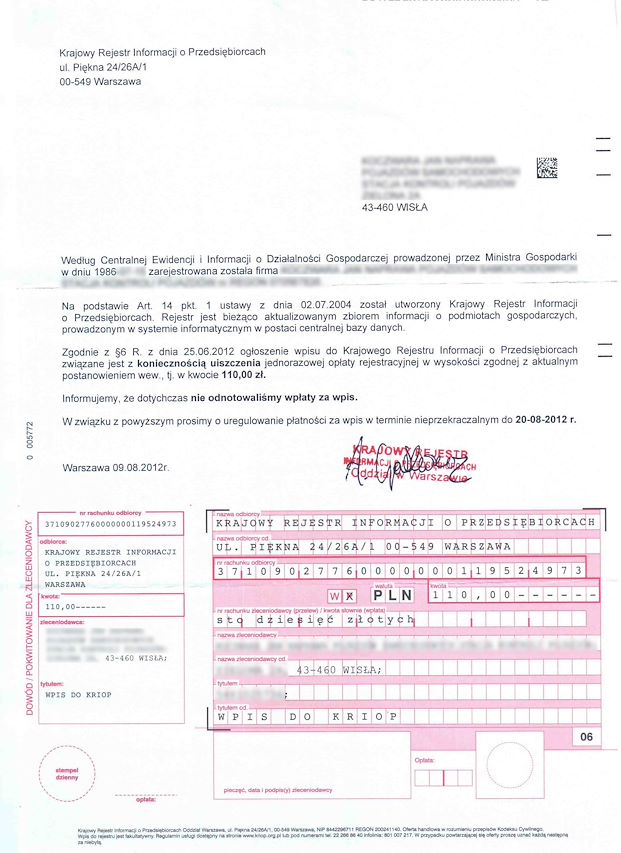 Krajowy Rejestr Informacji o Przedsiębiorcach
ul. Piękna 24/26A/1
00-549 Warszawa
43-460 WISŁA
Według Centralnej Ewidencji i Informacji o Działalności Gospodarczej prowadzonej przez Ministra Gospodarki
w dniu 1986 zarejestrowana została firma
Na podstawie Art. 14 pkt. 1 ustawy z dnia 02.07.2004 został utworzony Krajowy Rejestr Informacji
o Przedsiębiorcach. Rejestr jest bieżąco aktualizowanym zbiorem informacji o podmiotach gospodarczych,
prowadzonym w systemie informatycznym w postaci centralnej bazy danych.
Zgodnie z §6 R. z dnia 25.06.2012 ogłoszenie wpisu do Krajowego Rejestru Informacji o Przedsiębiorcach
związane jest z koniecznością uiszczenia jednorazowej opłaty rejestracyjnej w wysokości zgodnej z aktualnym
postanowieniem wew., tj. w kwocie 110,00 zł.
Informujemy, że dotychczas nie odnotowaliśmy wpłaty za wpis.
W związku z powyższym prosimy o uregulowanie płatności za wpis w terminie nieprzekraczalnym do 20-08-2012 r.
0 005772
KRAJOWY REJESTR
INFORMACJI O PRZEDSIĘBIORCACH
Oddział w Warszawie
Warszawa 09.08.2012r.
DOWÓD / POKWITOWANIE DLA ZLECENIODAWCY
nr rachunku odbiorcy
37109027760000000119524973
odbiorca:
KRAJOWY REJESTR INFORMACJI
O PRZEDSIĘBIORCACH
UL. PIĘKNA 24/26A/1
WARSZAWA
kwota:
110,00------
zleceniodawca:
43-460 WISŁA;
tytułem:
WPIS DO KRIOP
stempel
dzienny
opłata:
nazwa odbiorcy
KRAJOWY REJESTR INFORMACJI O PRZEDSIĘBIORCACH
nazwa odbiorcy cd.
UL. PIĘKNA 24/26A/1 00-549 WARSZAWA
nr rachunku odbiorcy
37109027760000000119524973
W X
waluta
PLN
kwota
110,00------
nr rachunku zleceniodawcy (przelew) / kwota słownie (wpłata)
sto dziesięć złotych
nazwa zleceniodawcy
nazwa zleceniodawcy cd.
43-460 WISŁA;
tytułem
;
tytułem cd.
WPIS DO KRIOP
06
pieczęć, data i podpis(y) zleceniodawcy
Opłata:
Krajowy Rejestr Informacji o Przedsiębiorcach Oddział Warszawa, ul. Piękna 24/26A/1, 00-549 Warszawa, NIP 8442296711 REGON 200241140. Oferta handlowa w rozumieniu przepisów Kodeksu Cywilnego.
Wpis do rejestru jest fakultatywny. Regulamin usługi dostępny na stronie www.kriop.org.pl lub pod numerami tel. 22 266 86 40 infolinia: 801 007 217. W przypadku powtarzającej się oferty proszę uznać każdą następną
za niebyłą.